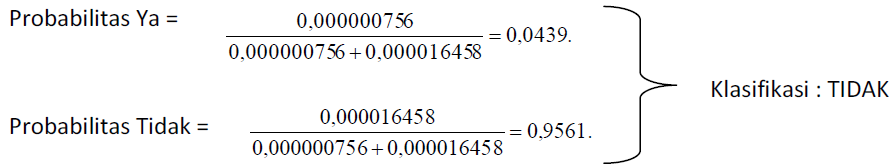 Probabilitas Ya = 0,000000756 / 0,000000756 + 0,000016458 = 0,0439.
Klasifikasi : TIDAK
Probabilitas Tidak = 0,000016458 / 0,000000756 + 0,000016458 = 0,9561.